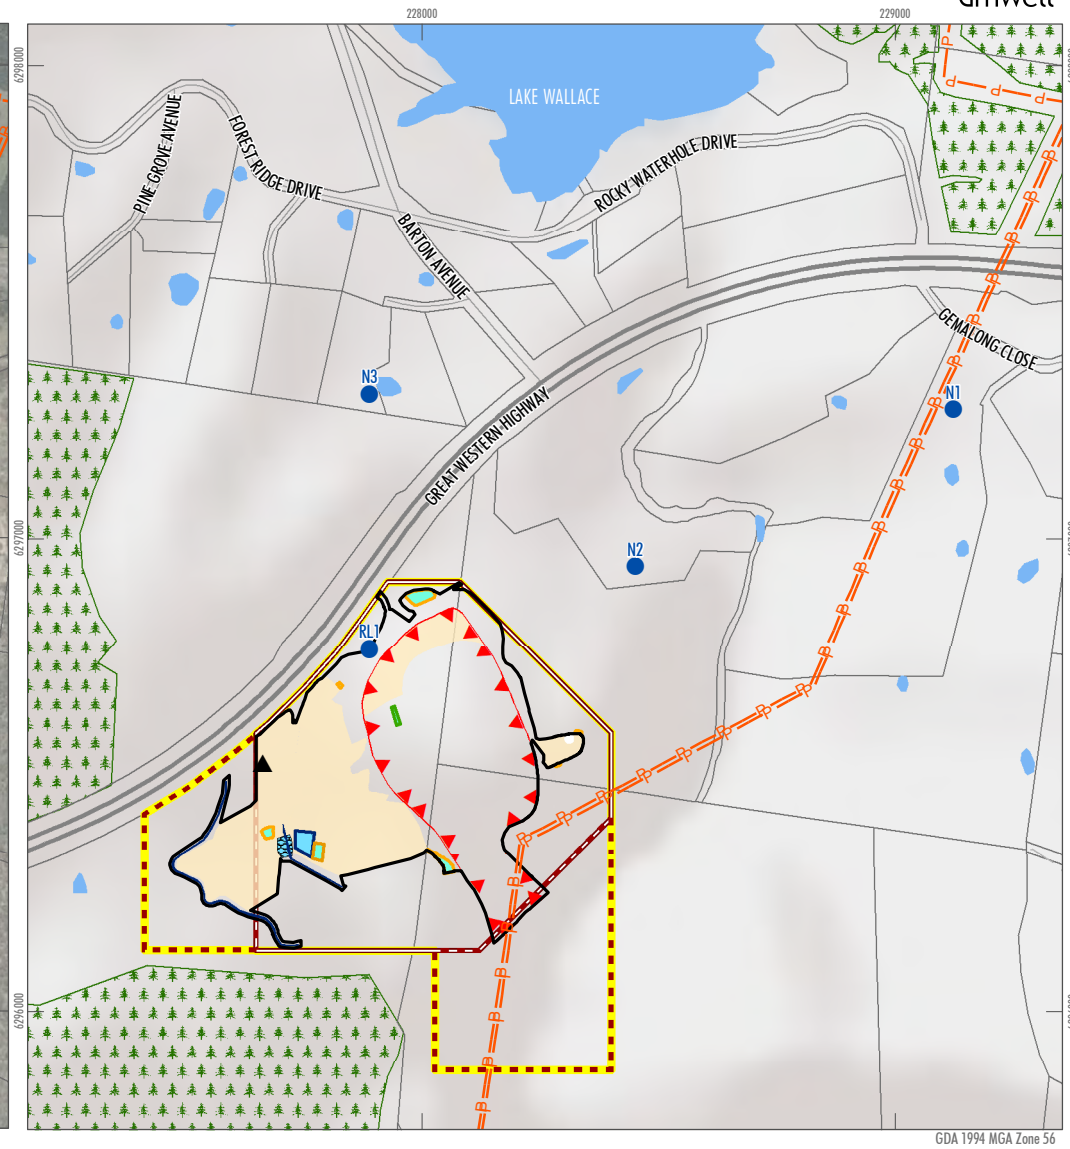 228000
229000
6298000
LAKE WALLACE
PINE GROVE AVENUE
FOREST RIDGE DRIVE
ROCKY WATERHOLE DRIVE
BARTON AVENUE
GEMALONG CLOSE
N3
N1
GREAT WESTERN HIGHWAY
6297000
N2
RL1
6296000
GDA 1994 MGA Zone 56